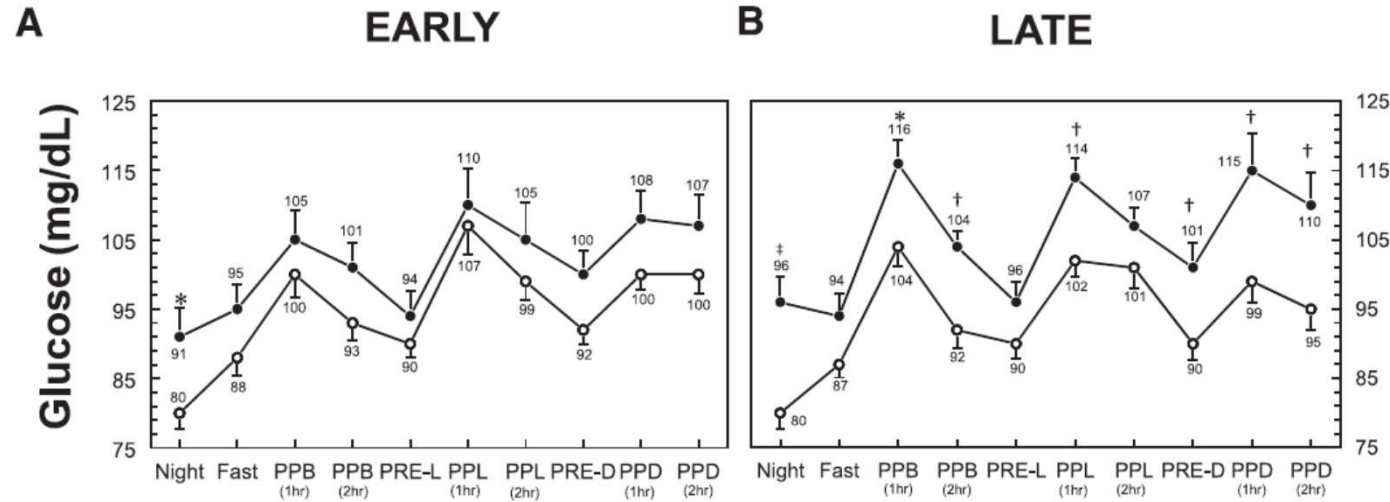 A EARLY B LATE
Glucose (mg/dL)
125 125
115 115
105 105
95 95
85 85
75 75
* 91 95 105 101 94 110 105 100 108 107
80 88 100 93 90 107 99 92 100 100
‡ 96 94 * 116 † 104 96 † 114 107 † 101 † 115 † 110
80 87 104 92 90 102 101 90 99 95
Night Fast PPB PPB PRE-L PPL PPL PRE-D PPD PPD Night Fast PPB PPB PRE-L PPL PPL PRE-D PPD PPD
(1hr) (2hr) (1hr) (2hr) (1hr) (2hr) (1hr) (2hr) (1hr) (2hr) (1hr) (2hr)